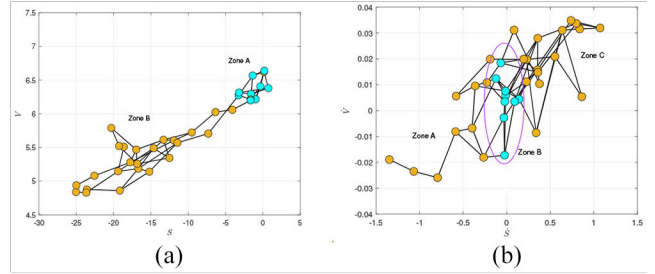 7.5
7
6.5
6
5.5
5
4.5
V
Zone A
Zone B
-30 -25 -20 -15 -10 -5 0 5
S
(a)
0.04
0.03
0.02
0.01
0
-0.01
-0.02
-0.03
-0.04
V̇
Zone C
Zone A
Zone B
-1.5 -1 -0.5 0 0.5 1 1.5
Ṡ
(b)